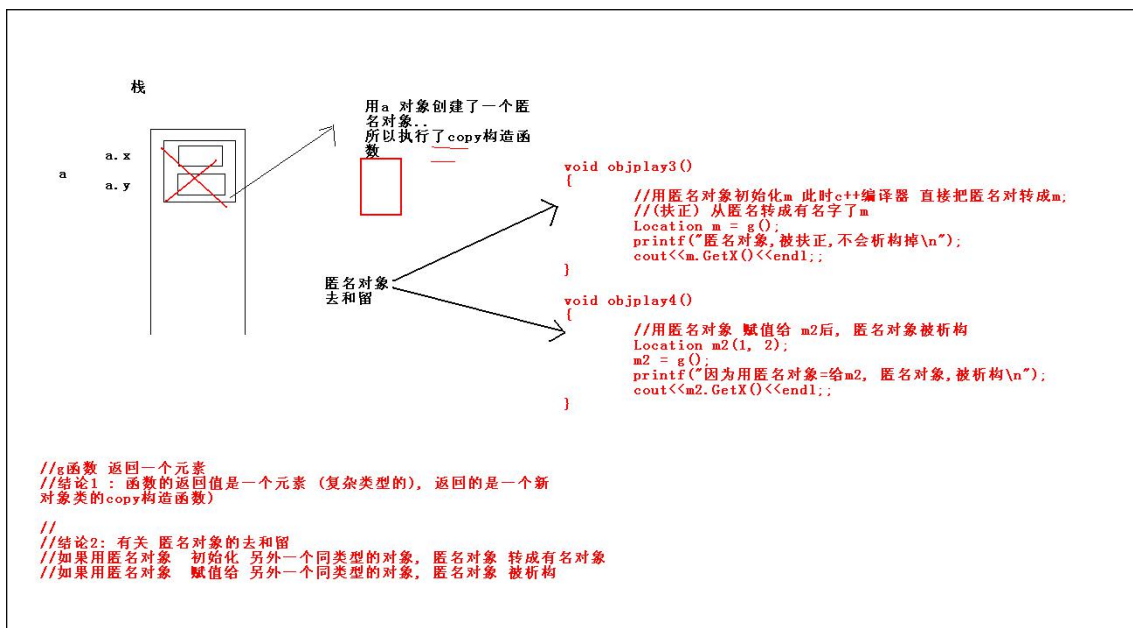 栈
a.x
a
a.y
用a 对象创建了一个匿
名对象..
所以执行了copy构造函
数
匿名对象
去和留
void objplay3()
{
//用匿名对象初始化m 此时c++编译器 直接把匿名对转成m;
//(扶正) 从匿名转成有名字了m
Location m = g();
printf("匿名对象,被扶正,不会析构掉\n");
cout<<m.GetX()<<endl;;
}
void objplay4()
{
//用匿名对象 赋值给 m2后, 匿名对象被析构
Location m2(1, 2);
m2 = g();
printf("因为用匿名对象=给m2, 匿名对象,被析构\n");
cout<<m2.GetX()<<endl;;
}
//g函数 返回一个元素
//结论1 : 函数的返回值是一个元素 (复杂类型的), 返回的是一个新
对象类的copy构造函数)
//
//结论2: 有关 匿名对象的去和留
//如果用匿名对象 初始化 另外一个同类型的对象, 匿名对象 转成有名对象
//如果用匿名对象 赋值给 另外一个同类型的对象, 匿名对象 被析构